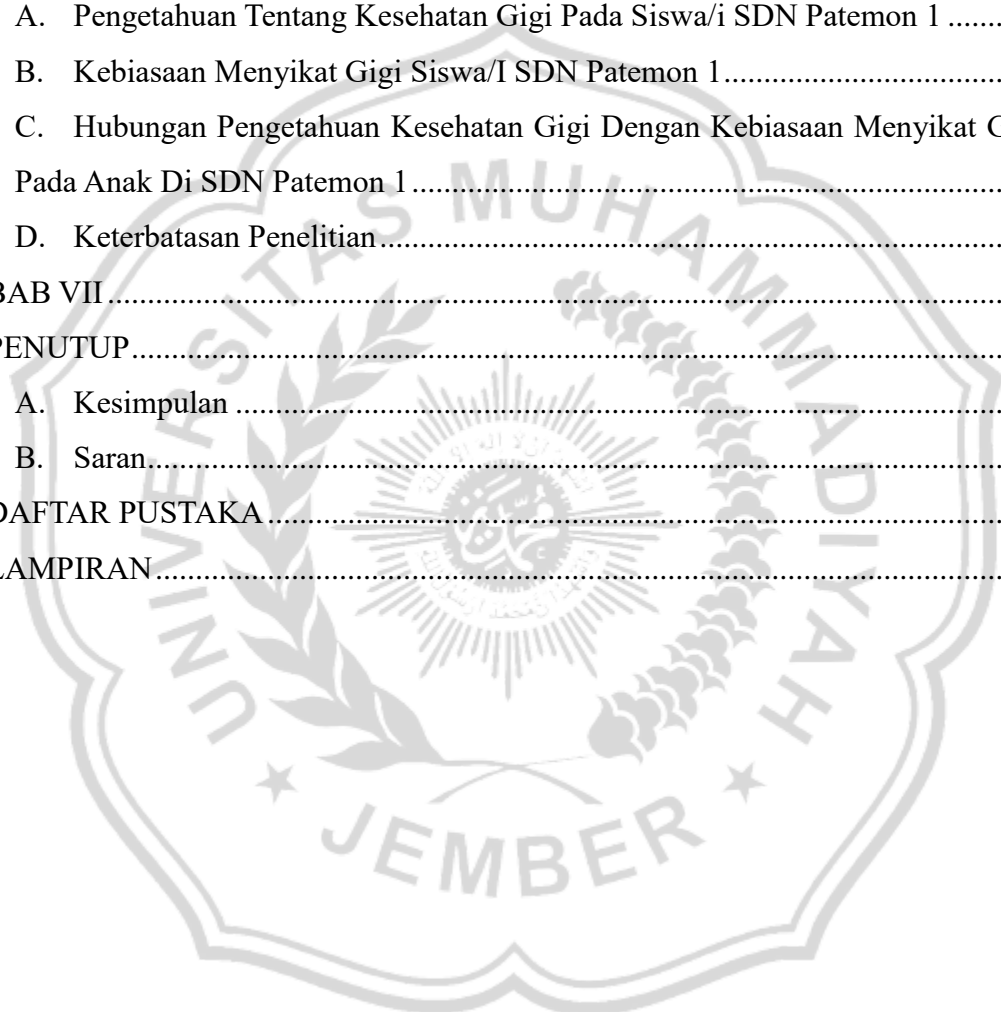 A. Pengetahuan Tentang Kesehatan Gigi Pada Siswa/i SDN Patemon 1 .......
B. Kebiasaan Menyikat Gigi Siswa/I SDN Patemon 1...................................
C. Hubungan Pengetahuan Kesehatan Gigi Dengan Kebiasaan Menyikat G
Pada Anak Di SDN Patemon 1 ..........................................................................
D. Keterbatasan Penelitian..............................................................................
BAB VII ...............................................................................................................
PENUTUP............................................................................................................
A. Kesimpulan ................................................................................................
B. Saran...........................................................................................................
DAFTAR PUSTAKA ...........................................................................................
LAMPIRAN.........................................................................................................
UNIVERSITAS MUHAMMADIYAH
JEMBER